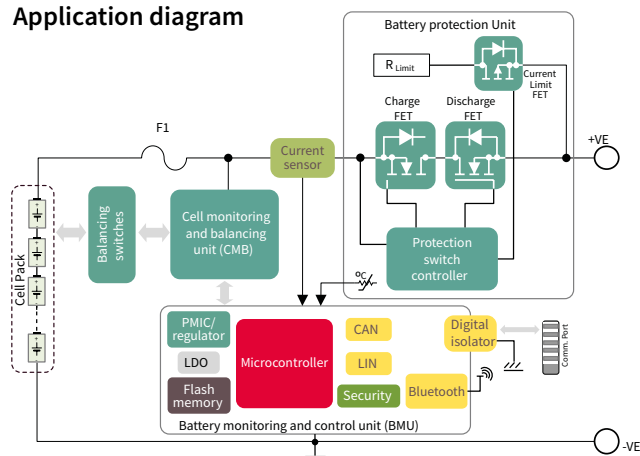 Application diagram
Battery protection Unit
R Limit
Current
Limit
FET
Charge
FET
Discharge
FET
F1
+VE
Current
sensor
Cell Pack
Balancing
switches
Cell monitoring
and balancing
unit (CMB)
Protection
switch
controller
°C
PMIC/
regulator
LDO
Flash
memory
Microcontroller
CAN
LIN
Security
Digital
isolator
Bluetooth
Comm. Port
Battery monitoring and control unit (BMU)
-VE